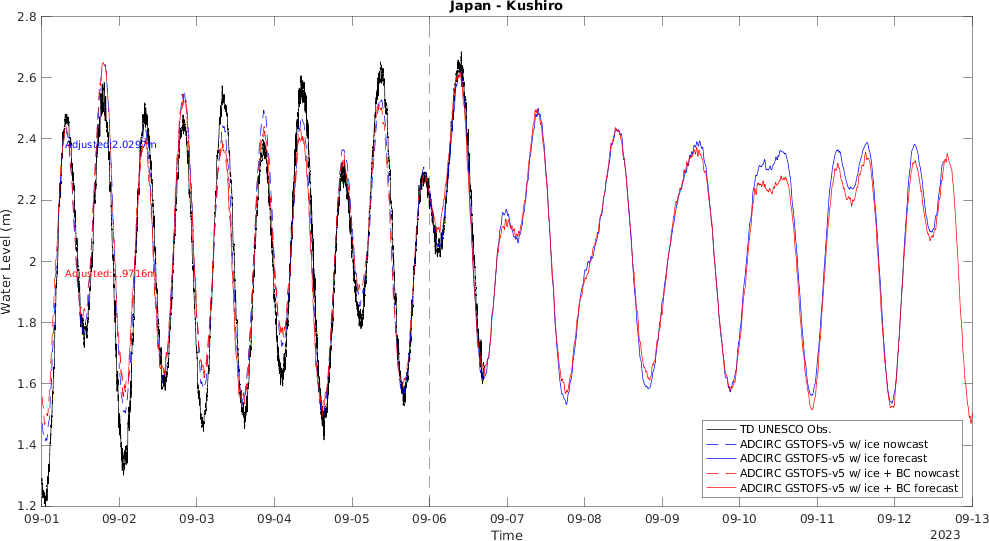 Japan - Kushiro
2.8
2.6
2.4
2.2
2
1.8
1.6
1.4
1.2
Water Level (m)
Adjusted:2.0297m
Adjusted:1.9716m
TD UNESCO Obs.
ADCIRC GSTOFS-v5 w/ ice nowcast
ADCIRC GSTOFS-v5 w/ ice forecast
ADCIRC GSTOFS-v5 w/ ice + BC nowcast
ADCIRC GSTOFS-v5 w/ ice + BC forecast
09-01 09-02 09-03 09-04 09-05 09-06 09-07 09-08 09-09 09-10 09-11 09-12 09-13
Time
2023